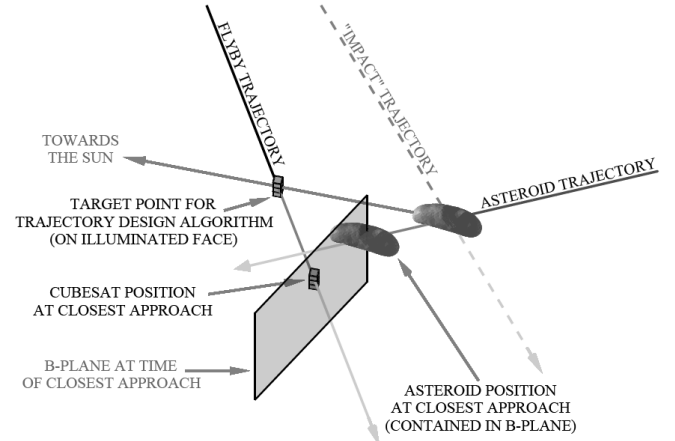 FLYBY TRAJECTORY
"IMPACT" TRAJECTORY
TOWARDS
THE SUN
ASTEROID TRAJECTORY
TARGET POINT FOR
TRAJECTORY DESIGN ALGORITHM
(ON ILLUMINATED FACE)
CUBESAT POSITION
AT CLOSEST APPROACH
B-PLANE AT TIME
OF CLOSEST APPROACH
ASTEROID POSITION
AT CLOSEST APPROACH
(CONTAINED IN B-PLANE)